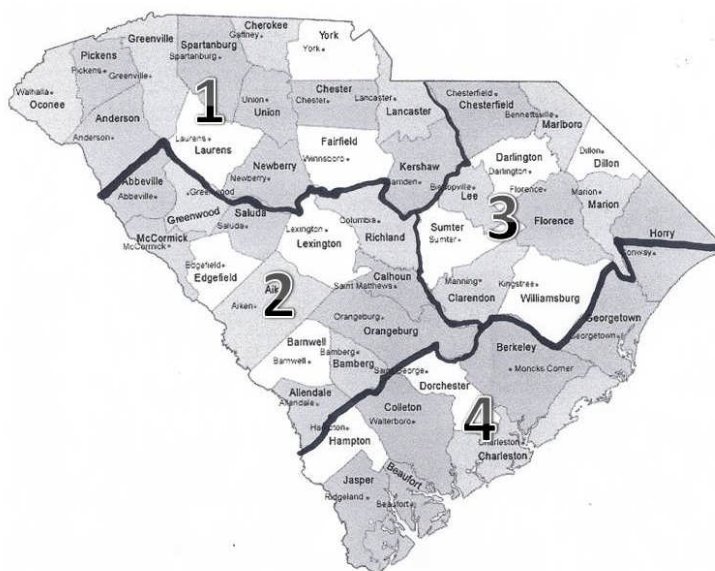 Cherokee
Gaffney
York
York
Greenville
Spartanburg
Spartanburg
Pickens
Pickens
Greenville
Walhalla
Oconee
Union
Union
Chester
Chester
Lancaster
Lancaster
Chesterfield
Chesterfield
Bennettsville
Marlboro
Anderson
Anderson
1
Laurens
Laurens
Fairfield
Winnsboro
Newberry
Newberry
Kershaw
Camden
Darlington
Darlington
Dillon
Dillon
Abbeville
Abbeville
Greenwood
Greenwood
Bishopville
Lee
Florence
Florence
Marion
Marion
3
Saluda
Saluda
Lexington
Lexington
Columbia
Richland
Sumter
Sumter
Horry
Conway
McCormick
McCormick
Edgefield
Edgefield
2
Aiken
Calhoun
Saint Matthews
Manning
Clarendon
Kingstree
Williamsburg
Georgetown
Georgetown
Orangeburg
Orangeburg
Barnwell
Barnwell
Bamberg
Bamberg
Berkeley
Moncks Corner
Saint George
Dorchester
Allendale
Allendale
Colleton
Walterboro
4
Hampton
Hampton
Charleston
Charleston
Jasper
Ridgeland
Beaufort
Beaufort